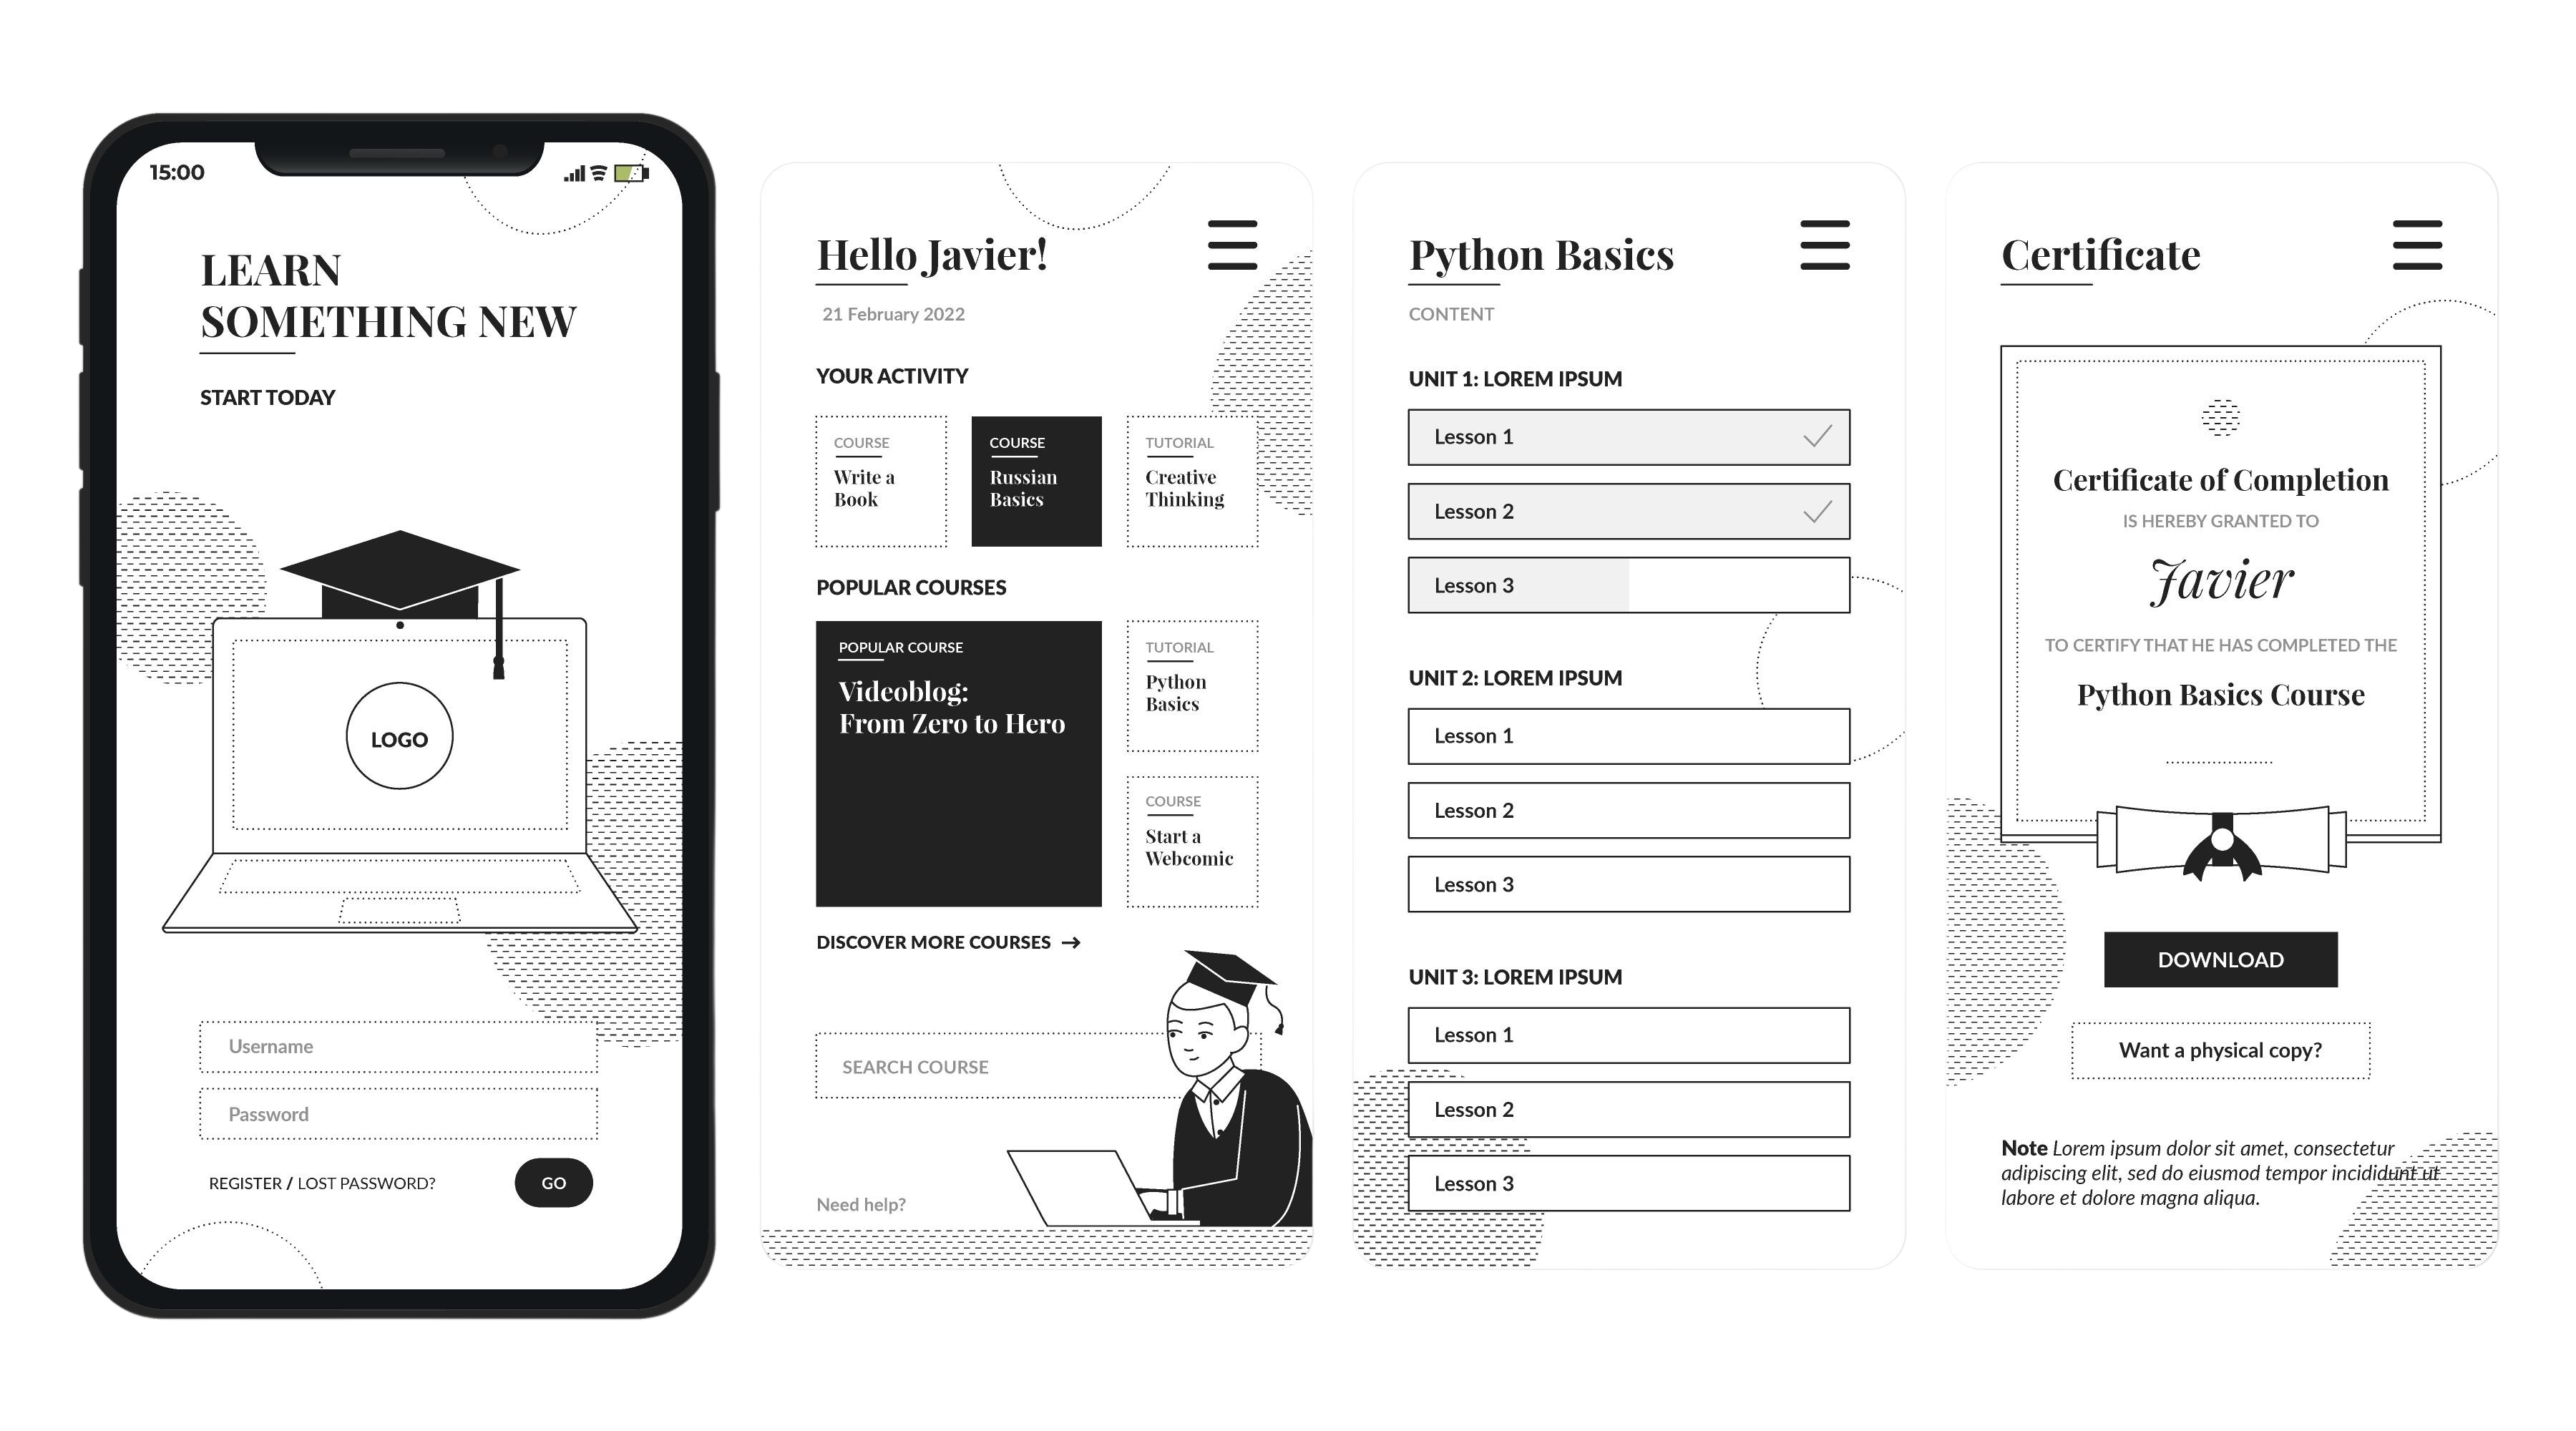 15:00
LEARN
SOMETHING NEW
START TODAY
LOGO
Username
Password
REGISTER / LOST PASSWORD?
GO
Hello Javier!
21 February 2022
YOUR ACTIVITY
COURSE
Write a
Book
COURSE
Russian
Basics
TUTORIAL
Creative
Thinking
POPULAR COURSES
POPULAR COURSE
Videoblog:
From Zero to Hero
TUTORIAL
Python
Basics
COURSE
Start a
Webcomic
DISCOVER MORE COURSES →
SEARCH COURSE
Need help?
Python Basics
CONTENT
UNIT 1: LOREM IPSUM
Lesson 1
Lesson 2
Lesson 3
UNIT 2: LOREM IPSUM
Lesson 1
Lesson 2
Lesson 3
UNIT 3: LOREM IPSUM
Lesson 1
Lesson 2
Lesson 3
Certificate
Certificate of Completion
IS HEREBY GRANTED TO
Javier
TO CERTIFY THAT HE HAS COMPLETED THE
Python Basics Course
DOWNLOAD
Want a physical copy?
Note Lorem ipsum dolor sit amet, consectetur
adipiscing elit, sed do eiusmod tempor incididunt ut
labore et dolore magna aliqua.